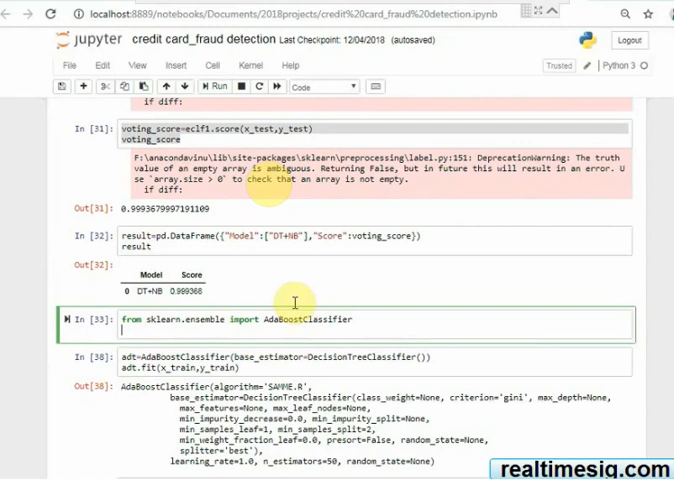 localhost:8889/notebooks/Documents/2018projects/credit%20card_fraud%20detection.ipynb
jupyter credit card_fraud detection Last Checkpoint: 12/04/2018 (autosaved)
Logout
File Edit View Insert Cell Kernel Help
Trusted
Python 3
Run
Code
if diff:
In [31]:
voting_score=eclf1.score(x_test,y_test)
voting_score
F:\anacondavinu\lib\site-packages\sklearn\preprocessing\label.py:151: DeprecationWarning: The truth
value of an empty array is ambiguous. Returning False, but in future this will result in an error. U
se `array.size > 0` to check that an array is not empty.
if diff:
Out[31]: 0.9993679997191109
In [32]:
result=pd.DataFrame({"Model":["DT+NB"],"Score":voting_score})
result
Out[32]:
Model Score
0 DT+NB 0.999368
In [33]:
from sklearn.ensemble import AdaBoostClassifier
In [38]:
adt=AdaBoostClassifier(base_estimator=DecisionTreeClassifier())
adt.fit(x_train,y_train)
Out[38]: AdaBoostClassifier(algorithm='SAMME.R',
base_estimator=DecisionTreeClassifier(class_weight=None, criterion='gini', max_depth=None,
max_features=None, max_leaf_nodes=None,
min_impurity_decrease=0.0, min_impurity_split=None,
min_samples_leaf=1, min_samples_split=2,
min_weight_fraction_leaf=0.0, presort=False, random_state=None,
splitter='best'),
learning_rate=1.0, n_estimators=50, random_state=None)
realtimesig.com